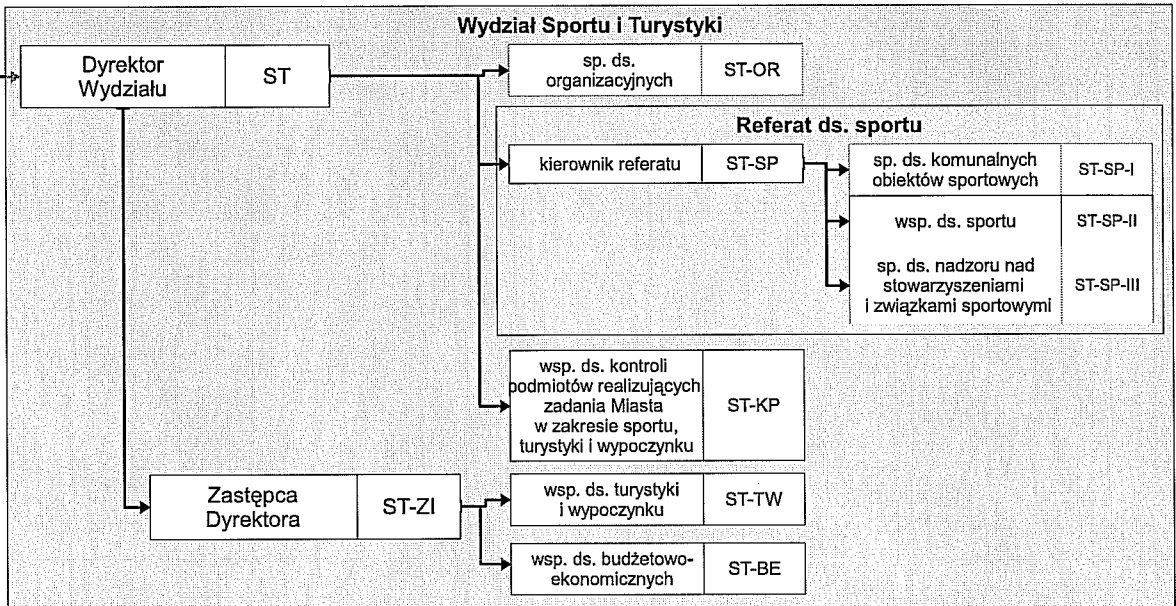 Wydział Sportu i Turystyki
Dyrektor
Wydziału
ST
sp. ds.
organizacyjnych
ST-OR
Referat ds. sportu
kierownik referatu
ST-SP
sp. ds. komunalnych
obiektów sportowych
ST-SP-I
wsp. ds. sportu
ST-SP-II
sp. ds. nadzoru nad
stowarzyszeniami
i związkami sportowymi
ST-SP-III
wsp. ds. kontroli
podmiotów realizujących
zadania Miasta
w zakresie sportu,
turystyki i wypoczynku
ST-KP
Zastępca
Dyrektora
ST-ZI
wsp. ds. turystyki
i wypoczynku
ST-TW
wsp. ds. budżetowo-
ekonomicznych
ST-BE